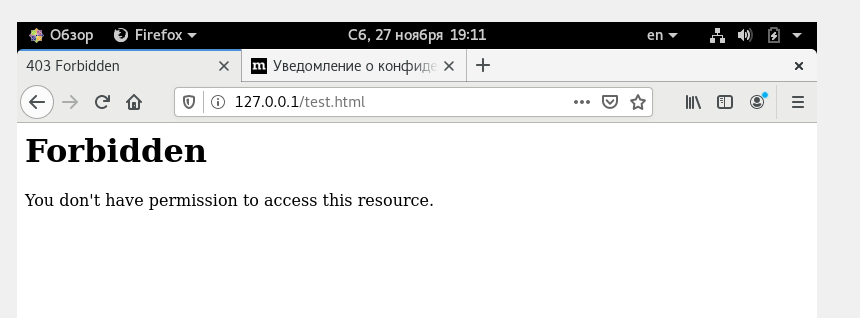 Обзор Firefox Сб, 27 ноября 19:11 en
403 Forbidden Уведомление о конфиде
127.0.0.1/test.html
Forbidden
You don't have permission to access this resource.